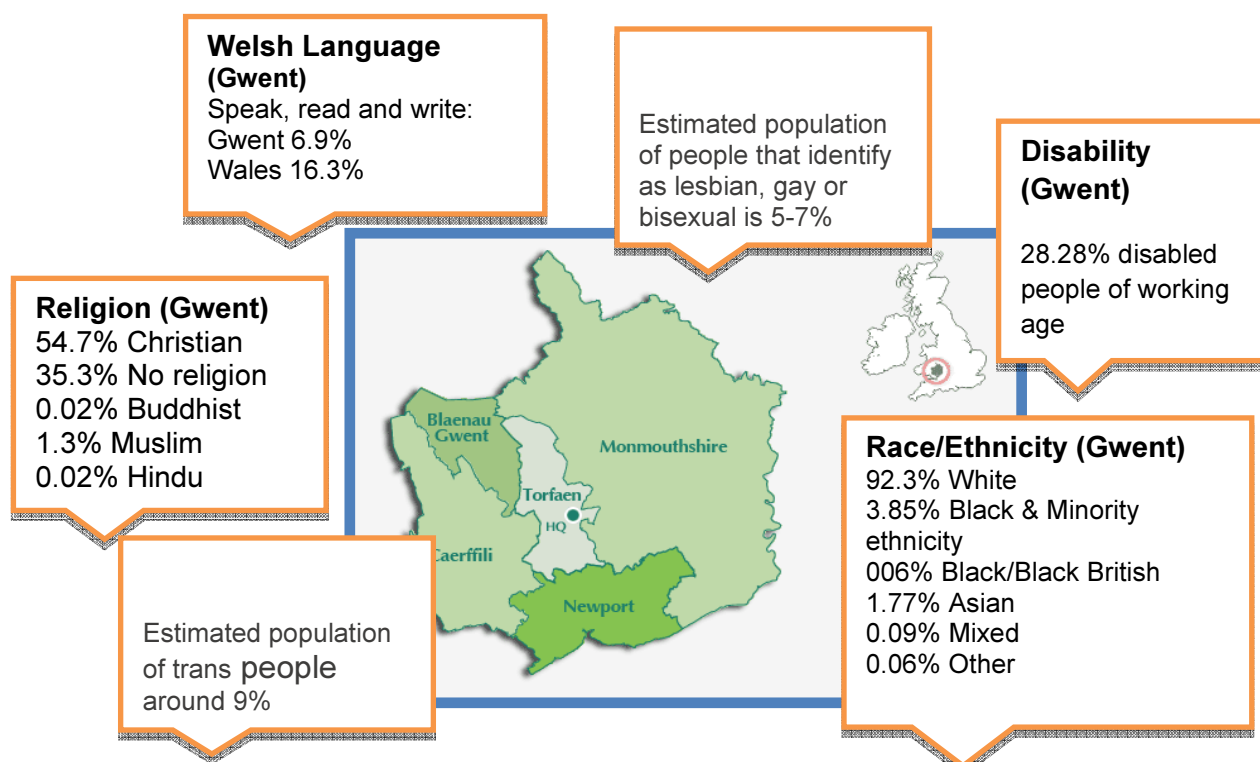 Welsh Language
(Gwent)
Speak, read and write:
Gwent 6.9%
Wales 16.3%
Estimated population
of people that identify
as lesbian, gay or
bisexual is 5-7%
Disability
(Gwent)
28.28% disabled
people of working
age
Religion (Gwent)
54.7% Christian
35.3% No religion
0.02% Buddhist
1.3% Muslim
0.02% Hindu
Blaenau
Gwent
Monmouthshire
Torfaen
HQ
Caerffili
Newport
Race/Ethnicity (Gwent)
92.3% White
3.85% Black & Minority
ethnicity
006% Black/Black British
1.77% Asian
0.09% Mixed
0.06% Other
Estimated population
of trans people
around 9%